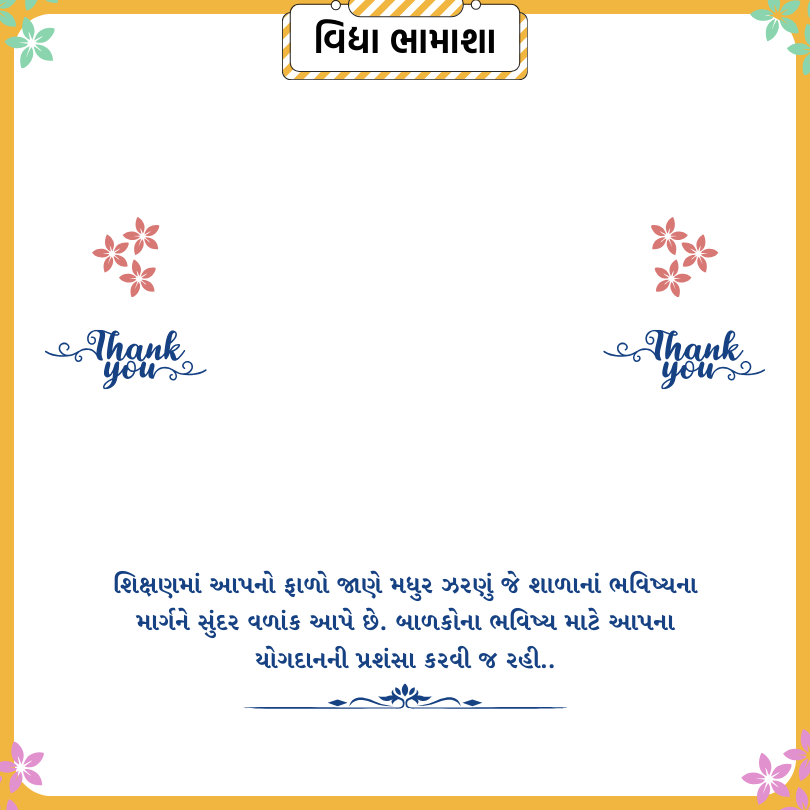 વિધા ભામાશા
Thank
you
Thank
you
શિક્ષણમાં આપનો ફાળો જાણે મધુર ઝરણું જે શાળાનાં ભવિષ્યના
માર્ગને સુંદર વળાંક આપે છે. બાળકોના ભવિષ્ય માટે આપના
યોગદાનની પ્રશંસા કરવી જ રહી..